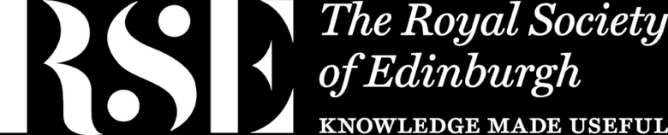 RSE
The Royal Society
of Edinburgh
KNOWLEDGE MADE USEFUL